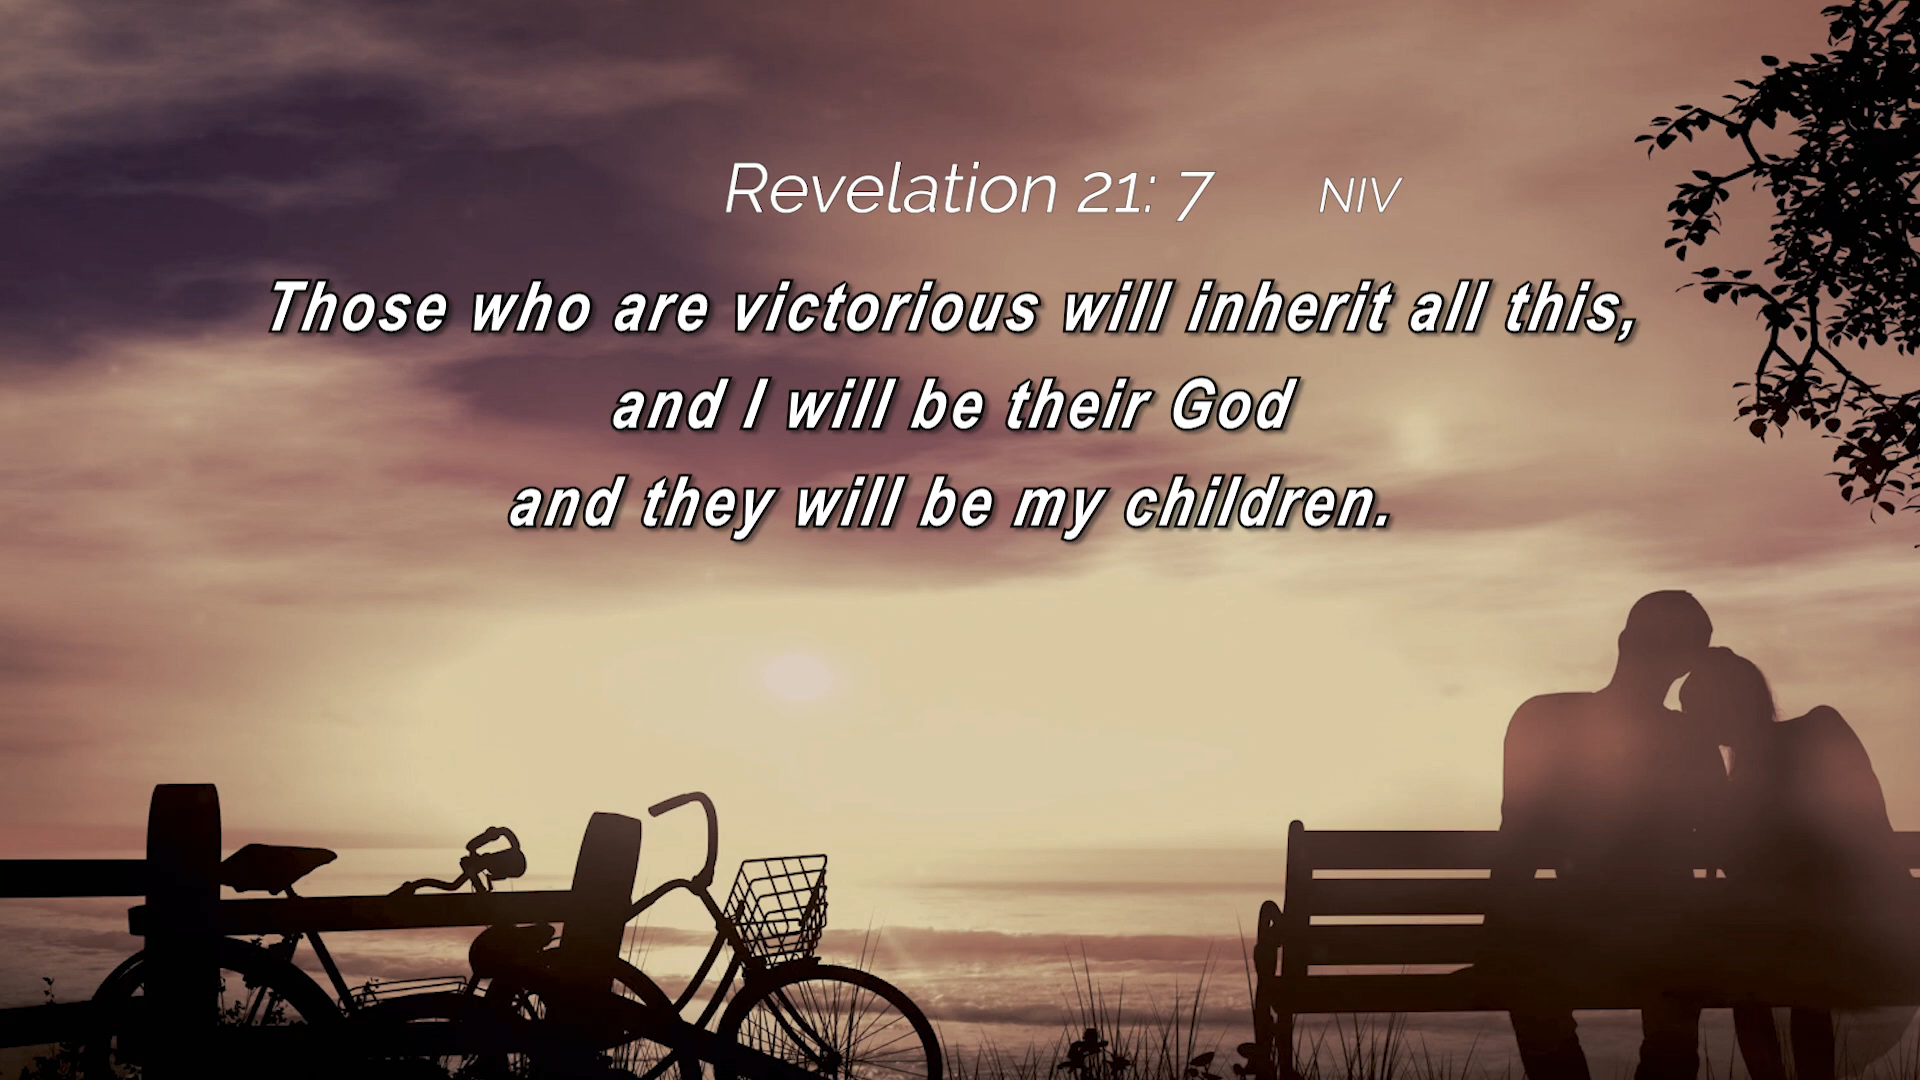 Revelation 21: 7 NIV
Those who are victorious will inherit all this,
and I will be their God
and they will be my children.